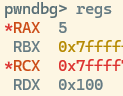 pwndbg> regs
*RAX 5
RBX 0x7ffff
*RCX 0x7ffff
RDX 0x100